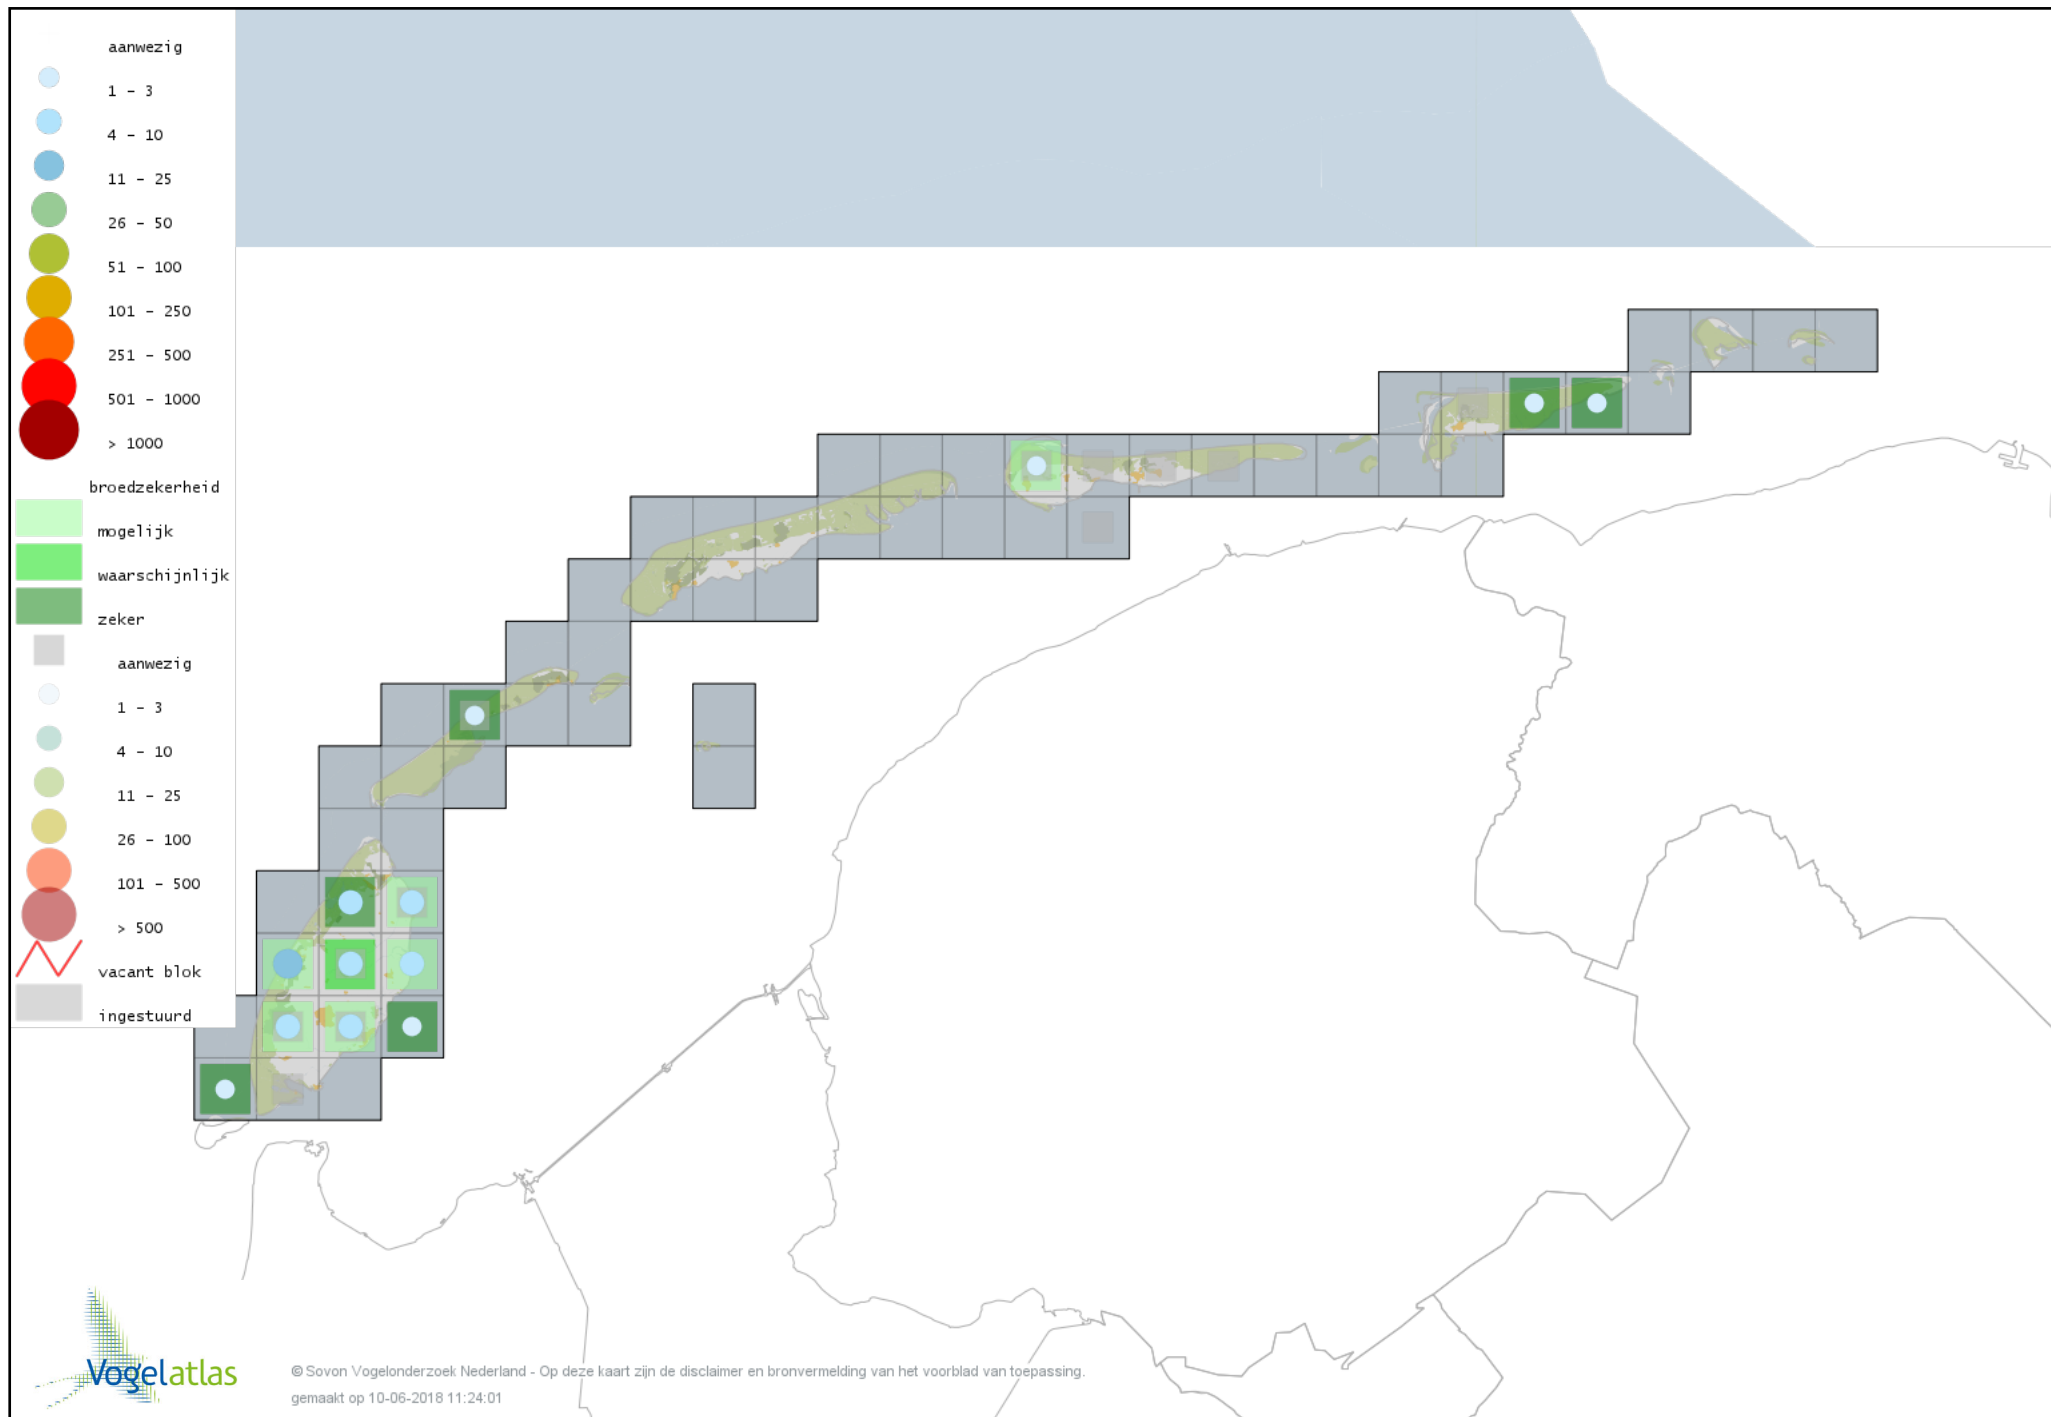 aanwezig
1 - 3
4 - 10
11 - 25
26 - 50
51 - 100
101 - 250
251 - 500
501 - 1000
> 1000
broedzekerheid
mogelijk
waarschijnlijk
zeker
aanwezig
1 - 3
4 - 10
11 - 25
26 - 100
101 - 500
> 500
vacant blok
ingestuurd
Vogelatlas
© Sovon Vogelonderzoek Nederland - Op deze kaart zijn de disclaimer en bronvermelding van het voorblad van toepassing.
gemaakt op 10-06-2018 11:24:01